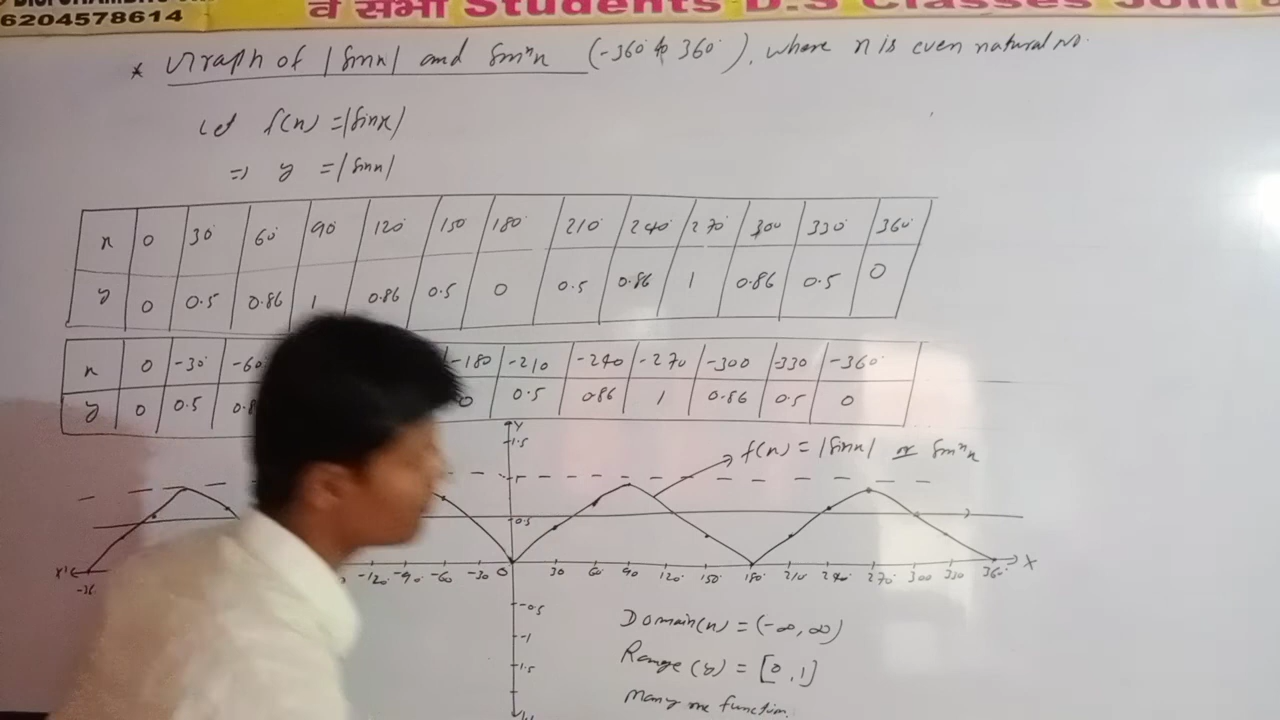 वे सभी Students D.S Classes Join
6204578614
* Graph of |sinx| and sinⁿx (-360° to 360°), where n is even natural no.
Let f(x) = |sinx|
⇒ y = |sinx|
x 0 30° 60° 90° 120° 150° 180° 210° 240° 270° 300° 330° 360°
y 0 0.5 0.86 1 0.86 0.5 0 0.5 0.86 1 0.86 0.5 0
x 0 -30° -60° -180 -210 -240 -270 -300 -330 -360°
y 0 0.5 0.8 0 0.5 0.86 1 0.86 0.5 0
Y
1.5
f(x) = |sinx| or sinⁿx
1
0.5
X' -36 -120° -90° -60 -30 0 30 60 90 120° 150° 180° 210° 240° 270° 300 330 360° X
-0.5
-1
-1.5
Domain(x) = (-∞, ∞)
Range (y) = [0, 1]
Many one function.